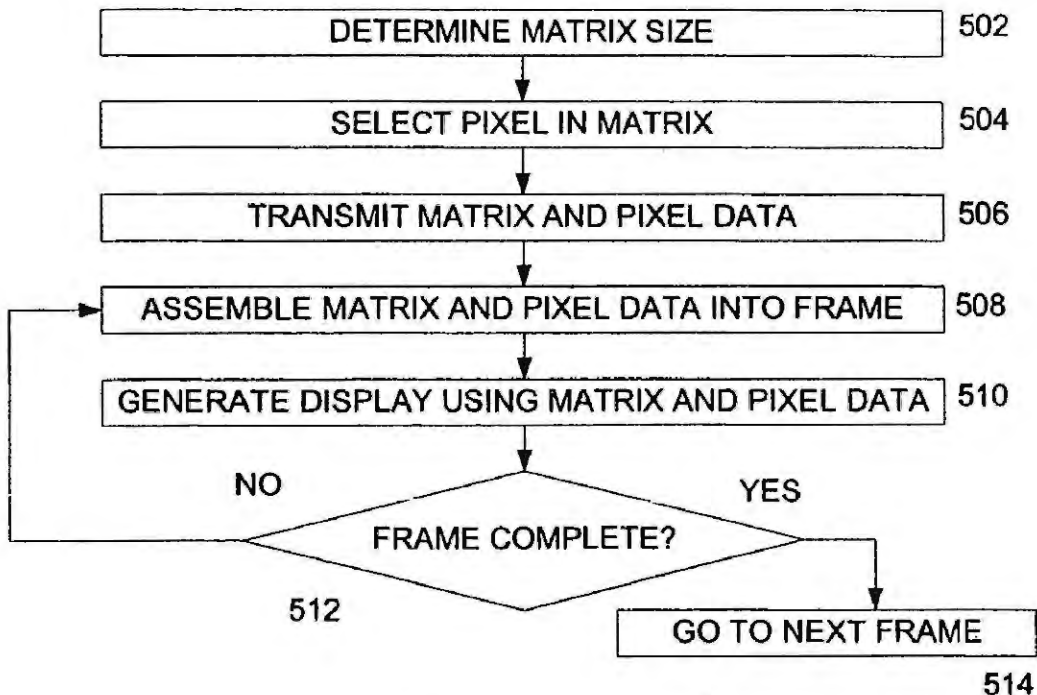 DETERMINE MATRIX SIZE 502
SELECT PIXEL IN MATRIX 504
TRANSMIT MATRIX AND PIXEL DATA 506
ASSEMBLE MATRIX AND PIXEL DATA INTO FRAME 508
GENERATE DISPLAY USING MATRIX AND PIXEL DATA 510
NO YES
FRAME COMPLETE?
512
GO TO NEXT FRAME
514